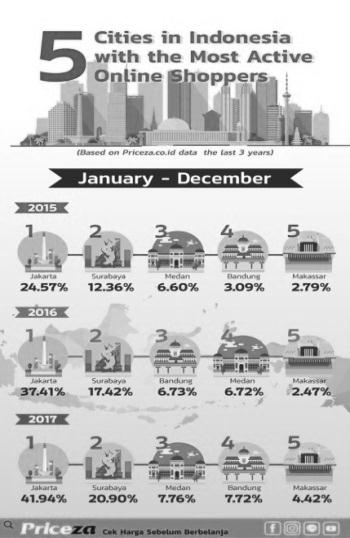 5 Cities in Indonesia
with the Most Active
Online Shoppers
(Based on Priceza.co.id data the last 3 years)
January - December
2015
1 2 3 4 5
Jakarta Surabaya Medan Bandung Makassar
24.57% 12.36% 6.60% 3.09% 2.79%
2016
1 2 3 4 5
Jakarta Surabaya Bandung Medan Makassar
37.41% 17.42% 6.73% 6.72% 2.47%
2017
1 2 3 4 5
Jakarta Surabaya Medan Bandung Makassar
41.94% 20.90% 7.76% 7.72% 4.42%
Priceza Cek Harga Sebelum Berbelanja